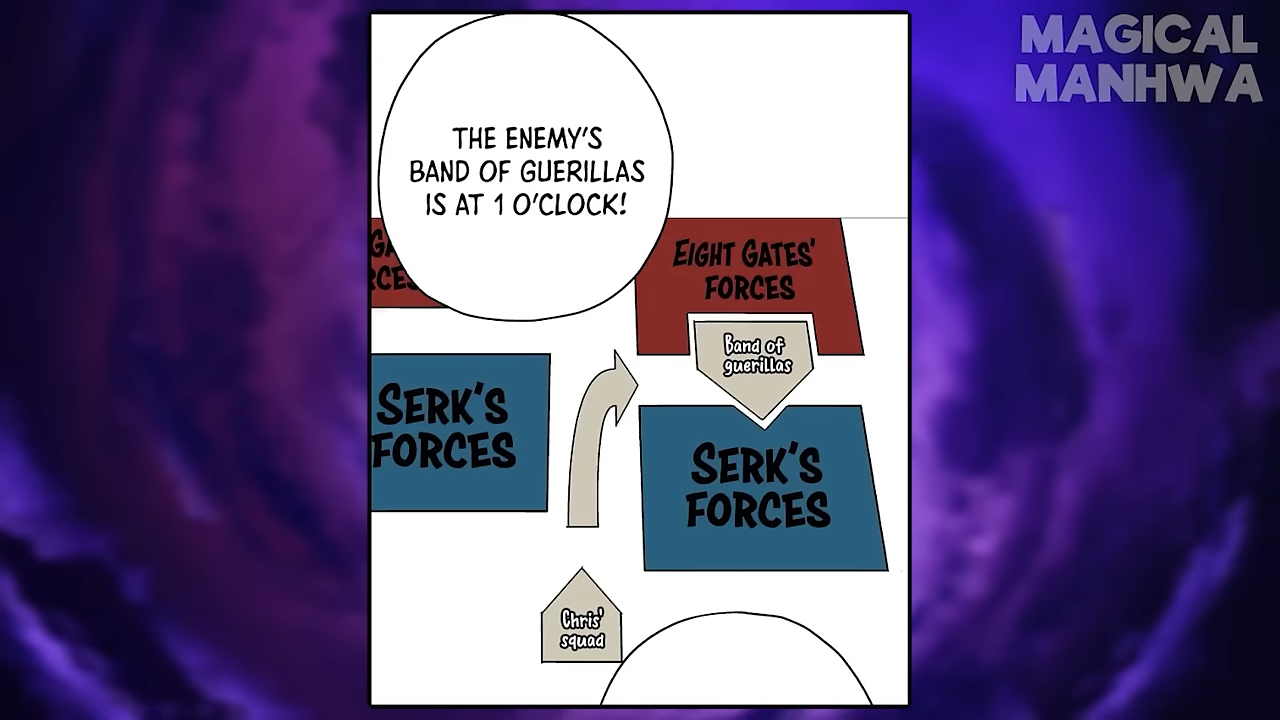 MAGICAL
MANHWA
THE ENEMY'S
BAND OF GUERILLAS
IS AT 1 O'CLOCK!
EIGHT GATES'
FORCES
Band of
guerillas
SERK'S
FORCES
SERK'S
FORCES
Chris'
squad